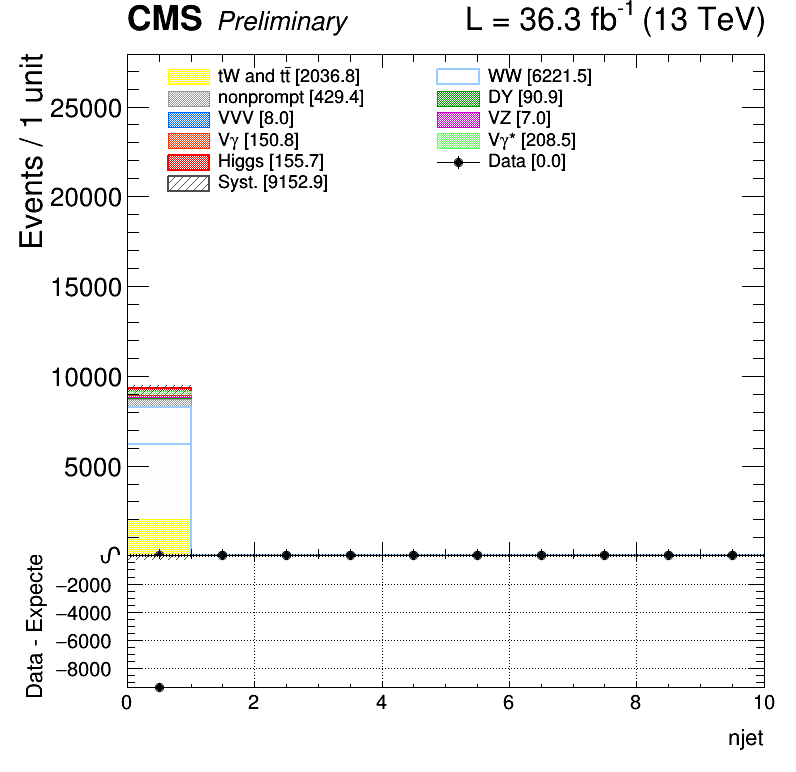 CMS Preliminary L = 36.3 fb⁻¹ (13 TeV)
Events / 1 unit
25000
20000
15000
10000
5000
tW and tt̄ [2036.8]
nonprompt [429.4]
VVV [8.0]
Vγ [150.8]
Higgs [155.7]
Syst. [9152.9]
WW [6221.5]
DY [90.9]
VZ [7.0]
Vγ* [208.5]
Data [0.0]
Data - Expecte
−2000
−4000
−6000
−8000
0 2 4 6 8 10
njet